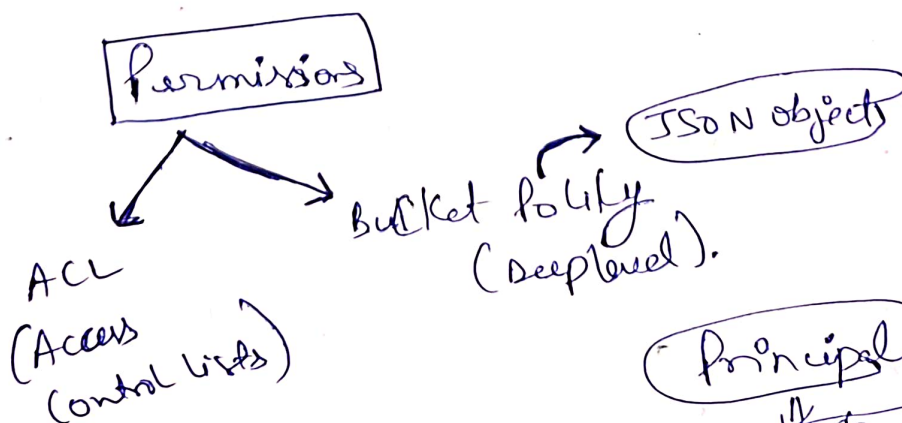 Permissions
JSON Objects
Bucket Policy
(Deep level).
ACL
(Access
Control lists)
Principal